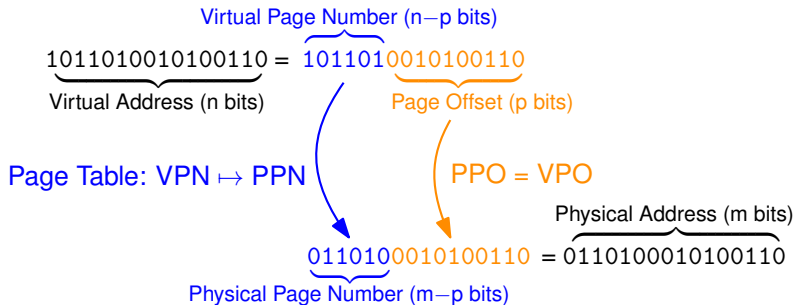 Virtual Page Number (n−p bits)
1011010010100110 = 1011010010100110
Virtual Address (n bits) Page Offset (p bits)
Page Table: VPN ↦ PPN PPO = VPO
Physical Address (m bits)
0110100010100110 = 0110100010100110
Physical Page Number (m−p bits)